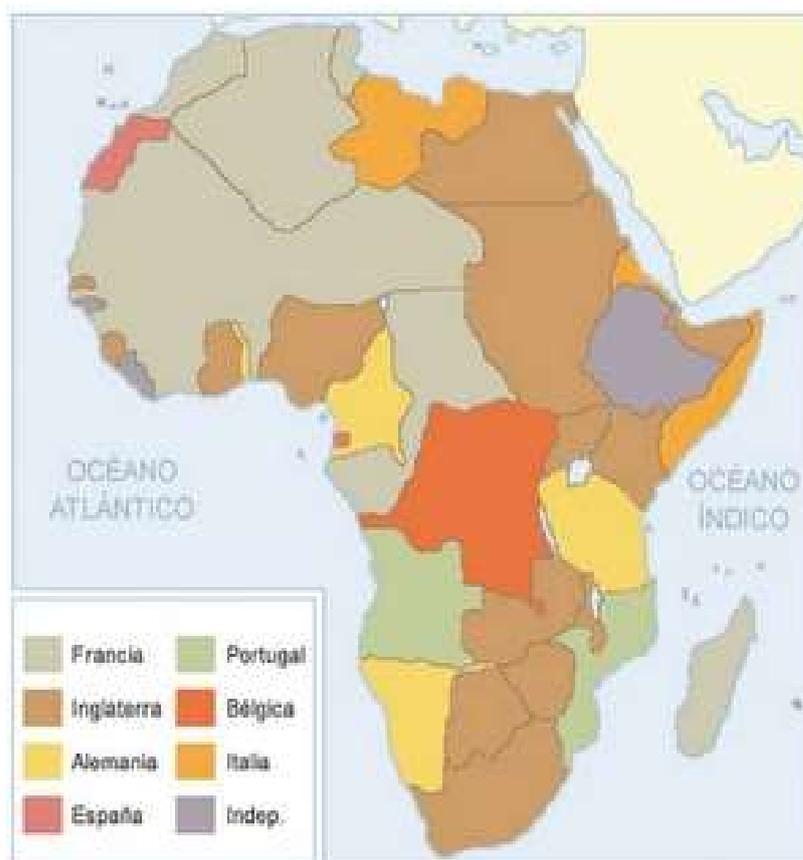 OCÉANO
ATLÁNTICO
OCÉANO
ÍNDICO
Francia
Portugal
Inglaterra
Bélgica
Alemania
Italia
España
Indep.